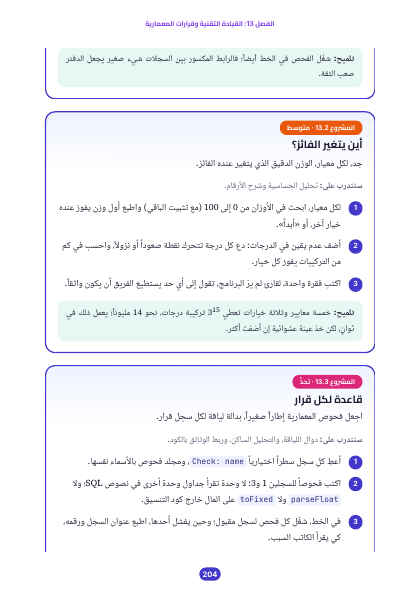 الفصل 13: القيادة التقنية وقرارات المعمارية
تلميح: شغّل الفحص في الخط أيضاً؛ فالرابط المكسور بين السجلات شيء صغير يجعل الدفتر
صعب الثقة.
المشروع 13.2 · متوسط
أين يتغير الفائز؟
جد، لكل معيار، الوزن الدقيق الذي يتغير عنده الفائز.
ستتدرب على: تحليل الحساسية وشرح الأرقام.
1 لكل معيار، ابحث في الأوزان من 0 إلى 100 (مع تثبيت الباقي) واطبع أول وزن يفوز عنده
خيار آخر، أو «أبداً».
2 أضف عدم يقين في الدرجات: دع كل درجة تتحرك نقطة صعوداً أو نزولاً، واحسب في كم
من التركيبات يفوز كل خيار.
3 اكتب فقرة واحدة، لقارئ لم يرَ البرنامج، تقول إلى أي حد يستطيع الفريق أن يكون واثقاً.
تلميح: خمسة معايير وثلاثة خيارات تعطي 3¹⁵ تركيبة درجات، نحو 14 مليوناً؛ يعمل ذلك في
ثوانٍ، لكن خذ عينة عشوائية إن أضفت أكثر.
المشروع 13.3 · تحدٍّ
قاعدة لكل قرار
اجعل فحوص المعمارية إطاراً صغيراً، بدالة لياقة لكل سجل قرار.
ستتدرب على: دوال اللياقة، والتحليل الساكن، وربط الوثائق بالكود.
1 أعطِ كل سجل سطراً اختيارياً Check: name، ومجلد فحوص بالأسماء نفسها.
2 اكتب فحوصاً للسجلين 1 و3: لا وحدة تقرأ جداول وحدة أخرى في نصوص SQL؛ ولا
parseFloat ولا toFixed على المال خارج كود التنسيق.
3 في الخط، شغّل كل فحص لسجل مقبول؛ وحين يفشل أحدها، اطبع عنوان السجل ورقمه،
كي يقرأ الكاتب السبب.
204